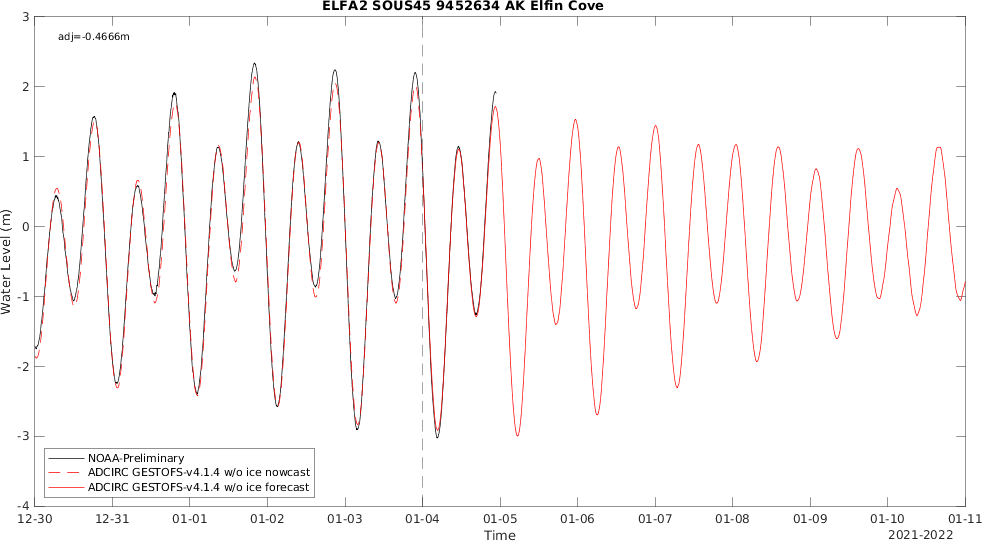 ELFA2 SOUS45 9452634 AK Elfin Cove
adj=-0.4666m
3
2
1
0
-1
-2
-3
-4
Water Level (m)
NOAA-Preliminary
ADCIRC GESTOFS-v4.1.4 w/o ice nowcast
ADCIRC GESTOFS-v4.1.4 w/o ice forecast
12-30 12-31 01-01 01-02 01-03 01-04 01-05 01-06 01-07 01-08 01-09 01-10 01-11
Time
2021-2022